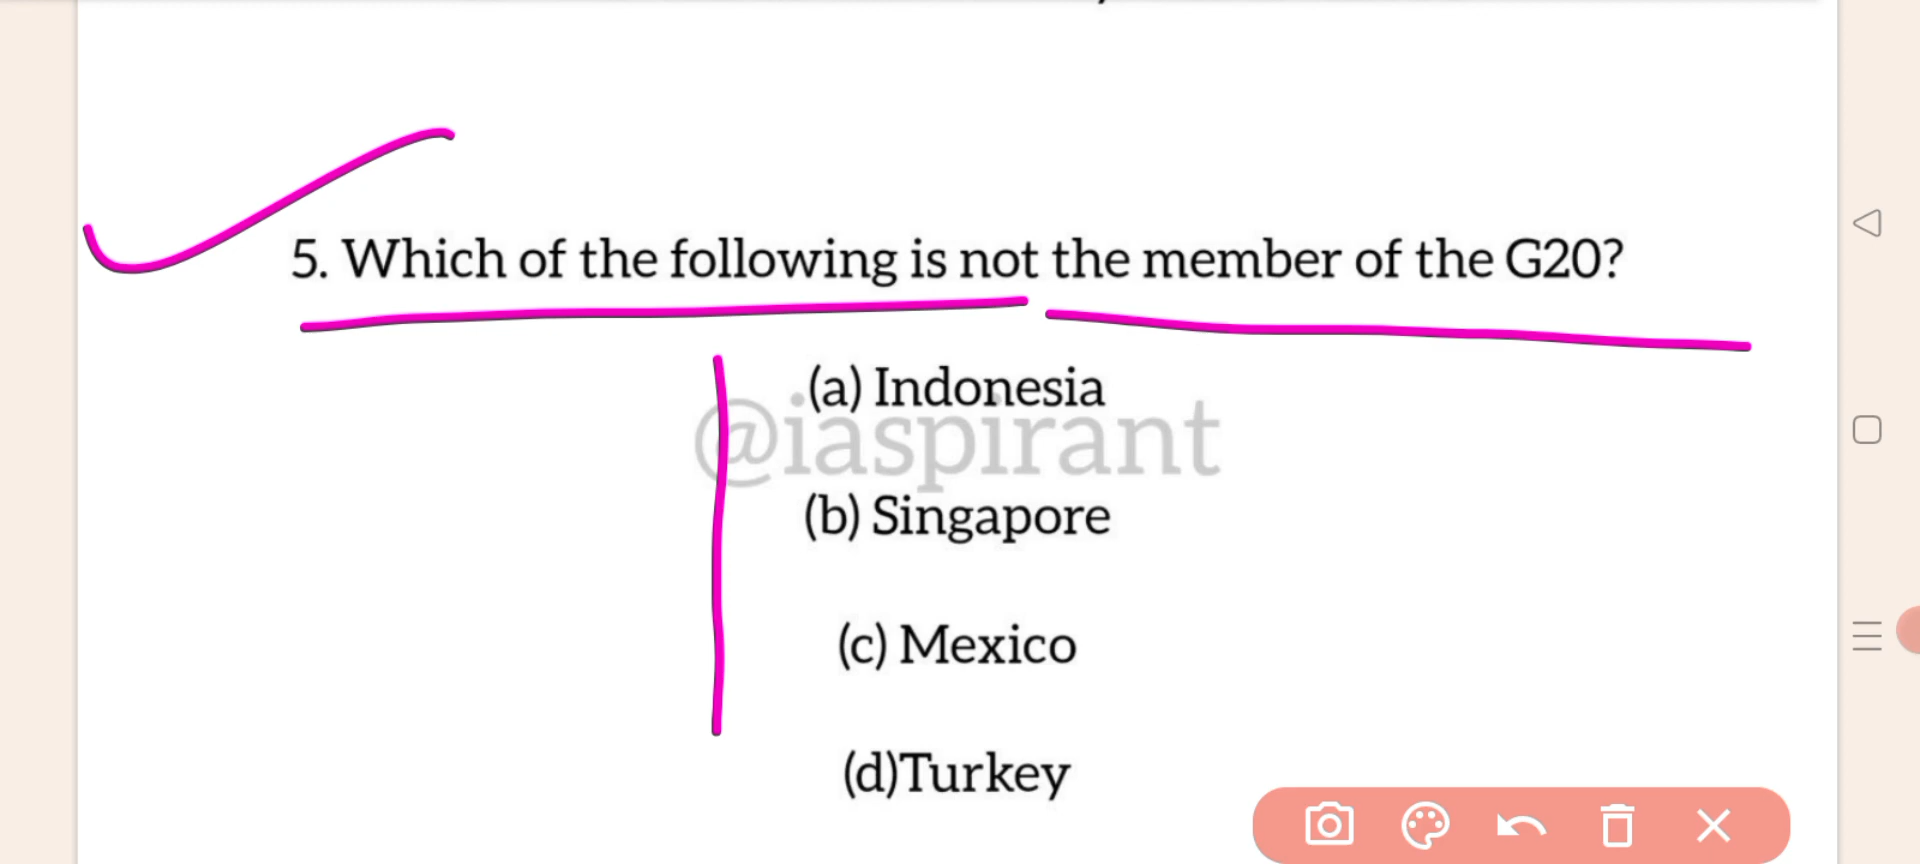 5. Which of the following is not the member of the G20?
(a) Indonesia
@iaspirant
(b) Singapore
(c) Mexico
(d)Turkey